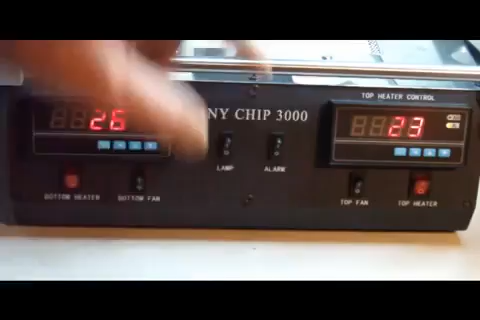 TOP HEATER CONTROL
26
NY CHIP 3000
23
LAMP
ALARM
BOTTOM HEATER
BOTTOM FAN
TOP FAN
TOP HEATER